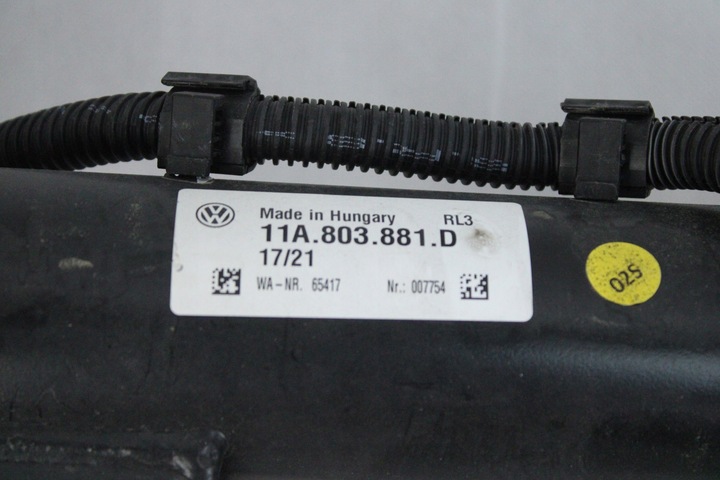 Made in Hungary RL3
11A.803.881.D
17/21
WA-NR. 65417 Nr.: 007754
025